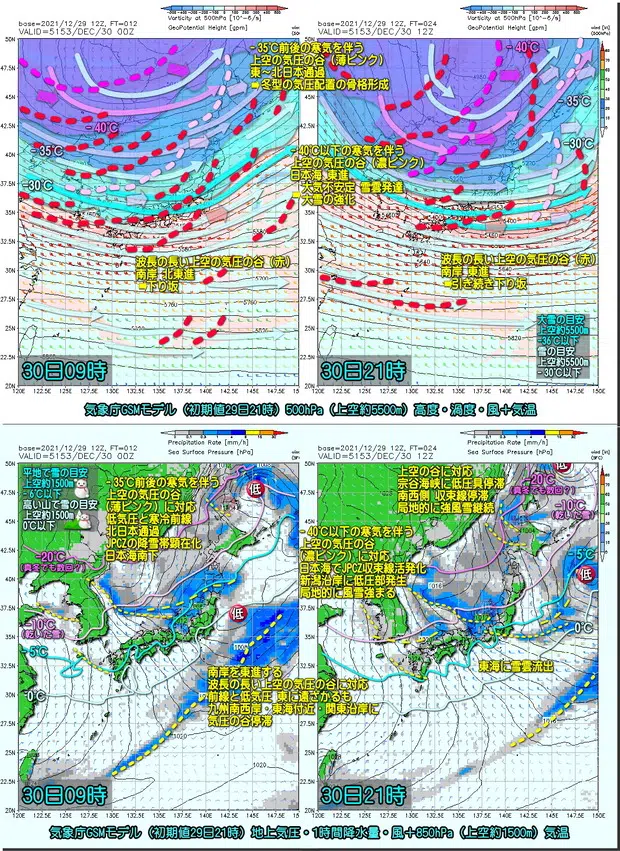 Vorticity at 500hPa [10^-6/s]
base=2021/12/29 12Z, FT=012
VALID=5153/DEC/30 00Z
GeoPotential Height [gpm]
-35℃前後の寒気を伴う
上空の気圧の谷(薄ピンク)
東~北日本通過
➡冬型の気圧配置の骨格形成
-40℃
-35℃
-30℃
-40℃以下の寒気を伴う
上空の気圧の谷(濃ピンク)
日本海 東進
➡大気不安定 雪雲発達
➡大雪の強化
波長の長い上空の気圧の谷(赤)
南岸 北東進
➡下り坂
30日09時
Vorticity at 500hPa [10^-6/s]
base=2021/12/29 12Z, FT=024
VALID=5153/DEC/30 12Z
GeoPotential Height [gpm]
-40℃
-35℃
-30℃
波長の長い上空の気圧の谷(赤)
南岸 東進
➡引き続き下り坂
大雪の目安
上空約5500m
-36℃以下
雪の目安
上空約5500m
-30℃以下
30日21時
気象庁GSMモデル(初期値29日21時)500hPa(上空約5500m)高度・渦度・風+気温
Precipitation Rate [mm/h]
base=2021/12/29 12Z, FT=012
VALID=5153/DEC/30 00Z
Sea Surface Pressure [hPa]
平地で雪の目安
上空約1500m
-6℃以下
高い山で雪の目安
上空約1500m
0℃以下
-35℃前後の寒気を伴う
上空の気圧の谷
(薄ピンク)に対応
低気圧と寒冷前線
北日本通過
JPCZの降雪帯顕在化
日本海南下
低
低
-20℃
(真冬でも数回?)
-10℃
(乾いた雪)
-5℃
0℃
南岸を東進する
波長の長い上空の気圧の谷に対応
前線と低気圧 東に遠ざかるも
九州南西岸・東海付近・関東沿岸に
気圧の谷停滞
30日09時
Precipitation Rate [mm/h]
base=2021/12/29 12Z, FT=024
VALID=5153/DEC/30 12Z
Sea Surface Pressure [hPa]
上空の谷に対応
宗谷海峡に低圧具停滞
南西側 収束線停滞
局地的に強風雪継続
低
-20℃
(真冬でも数回?)
-10℃
(乾いた雪)
-5℃
低
0℃
-40℃以下の寒気を伴う
上空の気圧の谷
(濃ピンク)に対応
日本海でJPCZ収束線活発化
新潟沿岸に低圧部発生
局地的に風雪強まる
東海に雪雲流出
30日21時
気象庁GSMモデル(初期値29日21時)地上気圧・1時間降水量・風+850hPa(上空約1500m)気温